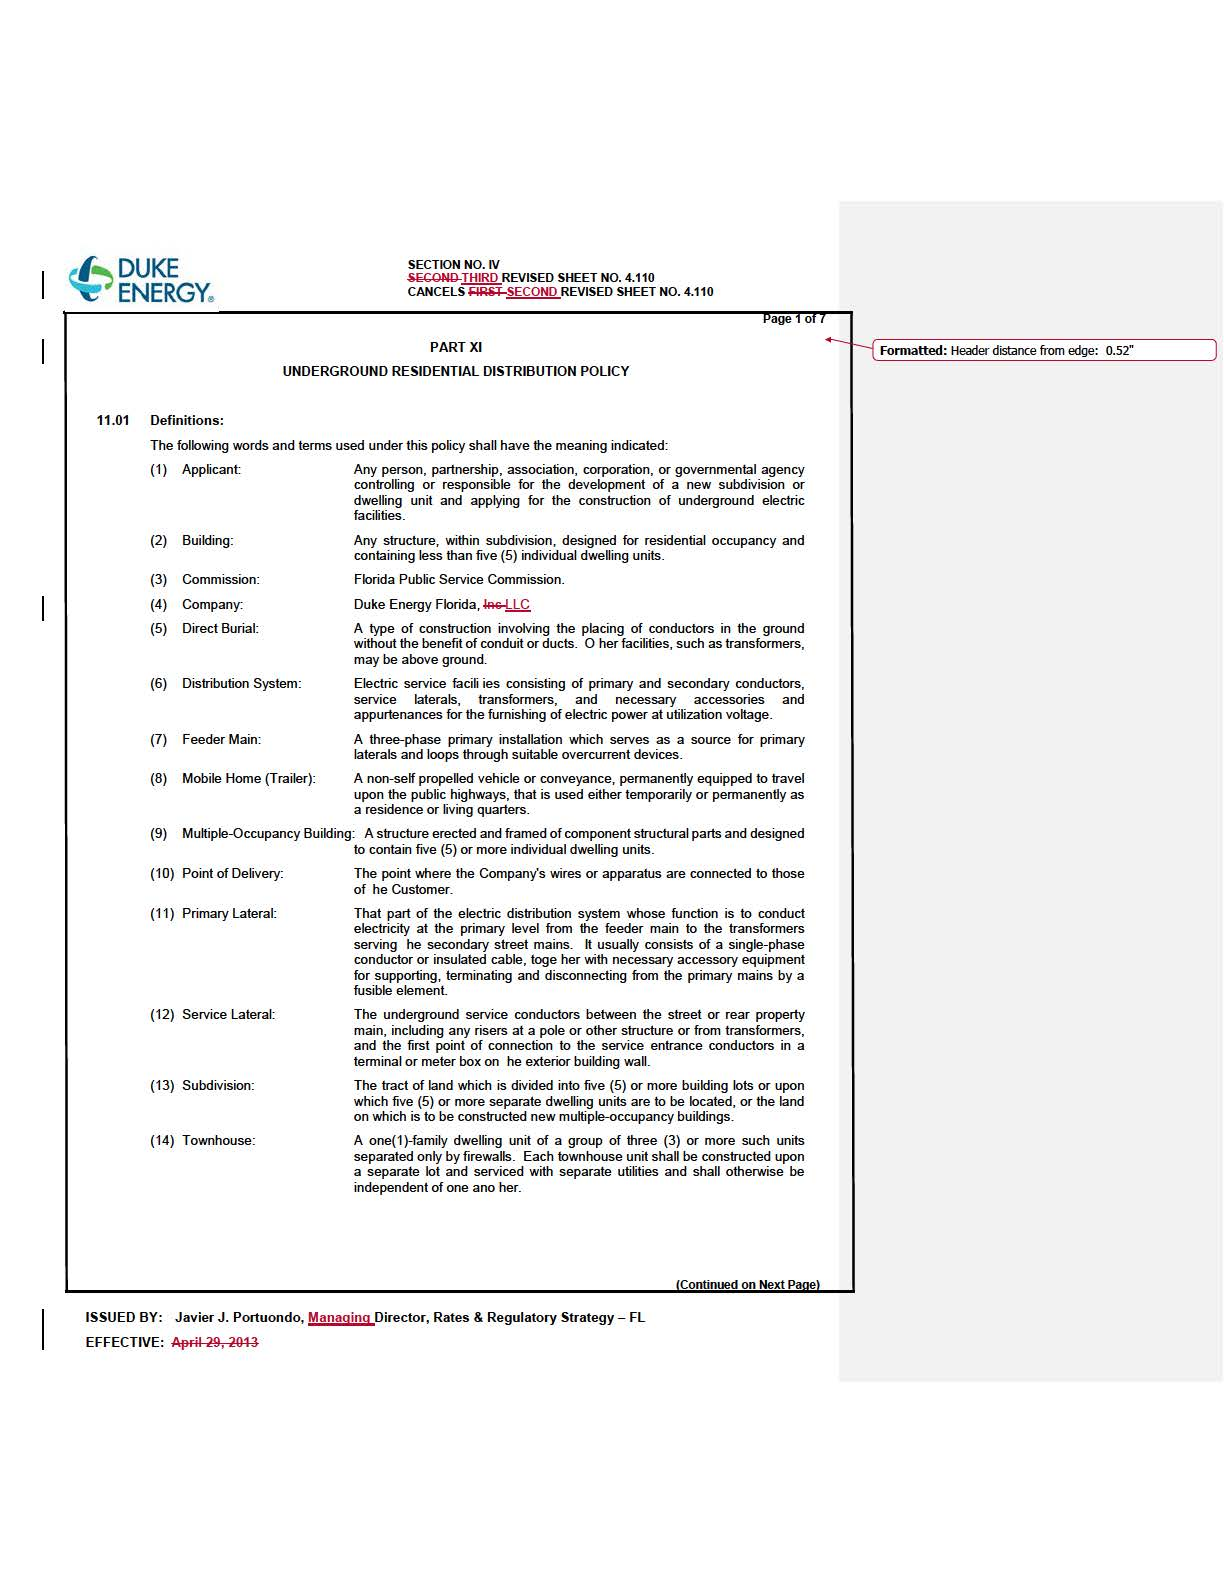 DUKE
ENERGY®
SECTION NO. IV
SECOND THIRD REVISED SHEET NO. 4.110
CANCELS FIRST SECOND REVISED SHEET NO. 4.110
Page 1 of 7
Formatted: Header distance from edge: 0.52"
PART XI
UNDERGROUND RESIDENTIAL DISTRIBUTION POLICY
11.01 Definitions:
The following words and terms used under this policy shall have the meaning indicated:
(1) Applicant: Any person, partnership, association, corporation, or governmental agency
controlling or responsible for the development of a new subdivision or
dwelling unit and applying for the construction of underground electric
facilities.
(2) Building: Any structure, within subdivision, designed for residential occupancy and
containing less than five (5) individual dwelling units.
(3) Commission: Florida Public Service Commission.
(4) Company: Duke Energy Florida, Inc LLC
(5) Direct Burial: A type of construction involving the placing of conductors in the ground
without the benefit of conduit or ducts. O her facilities, such as transformers,
may be above ground.
(6) Distribution System: Electric service facili ies consisting of primary and secondary conductors,
service laterals, transformers, and necessary accessories and
appurtenances for the furnishing of electric power at utilization voltage.
(7) Feeder Main: A three-phase primary installation which serves as a source for primary
laterals and loops through suitable overcurrent devices.
(8) Mobile Home (Trailer): A non-self propelled vehicle or conveyance, permanently equipped to travel
upon the public highways, that is used either temporarily or permanently as
a residence or living quarters.
(9) Multiple-Occupancy Building: A structure erected and framed of component structural parts and designed
to contain five (5) or more individual dwelling units.
(10) Point of Delivery: The point where the Company's wires or apparatus are connected to those
of he Customer.
(11) Primary Lateral: That part of the electric distribution system whose function is to conduct
electricity at the primary level from the feeder main to the transformers
serving he secondary street mains. It usually consists of a single-phase
conductor or insulated cable, toge her with necessary accessory equipment
for supporting, terminating and disconnecting from the primary mains by a
fusible element.
(12) Service Lateral: The underground service conductors between the street or rear property
main, including any risers at a pole or other structure or from transformers,
and the first point of connection to the service entrance conductors in a
terminal or meter box on he exterior building wall.
(13) Subdivision: The tract of land which is divided into five (5) or more building lots or upon
which five (5) or more separate dwelling units are to be located, or the land
on which is to be constructed new multiple-occupancy buildings.
(14) Townhouse: A one(1)-family dwelling unit of a group of three (3) or more such units
separated only by firewalls. Each townhouse unit shall be constructed upon
a separate lot and serviced with separate utilities and shall otherwise be
independent of one ano her.
(Continued on Next Page)
ISSUED BY: Javier J. Portuondo, Managing Director, Rates & Regulatory Strategy – FL
EFFECTIVE: April 29, 2013